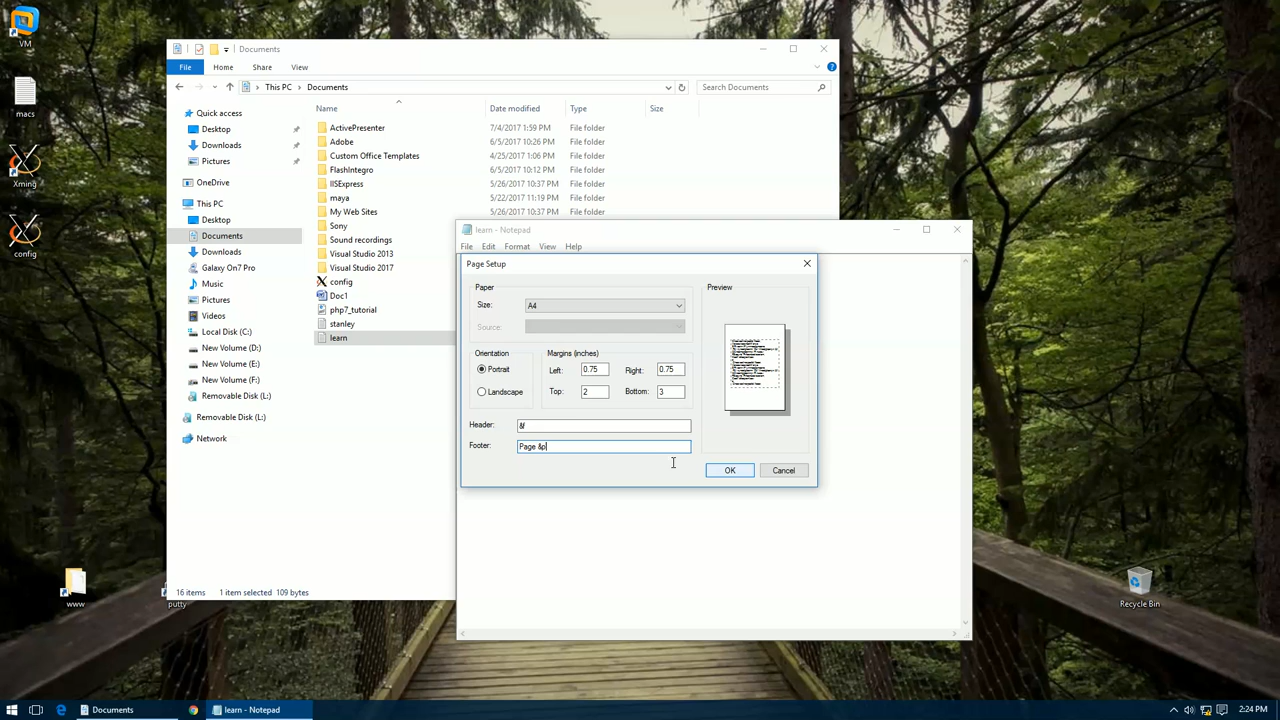 VM
macs
Xming
config
www
putty
Recycle Bin
Documents
File Home Share View
This PC Documents
Search Documents
Name Date modified Type Size
Quick access
Desktop
Downloads
Pictures
OneDrive
This PC
Desktop
Documents
Downloads
Galaxy On7 Pro
Music
Pictures
Videos
Local Disk (C:)
New Volume (D:)
New Volume (E:)
New Volume (F:)
Removable Disk (L:)
Removable Disk (L:)
Network
ActivePresenter 7/4/2017 1:59 PM File folder
Adobe 6/5/2017 10:26 PM File folder
Custom Office Templates 4/25/2017 1:06 PM File folder
FlashIntegro 6/5/2017 10:12 PM File folder
IISExpress 5/26/2017 10:37 PM File folder
maya 5/22/2017 11:19 PM File folder
My Web Sites 5/26/2017 10:37 PM File folder
Sony
Sound recordings
Visual Studio 2013
Visual Studio 2017
config
Doc1
php7_tutorial
stanley
learn
16 items 1 item selected 109 bytes
learn - Notepad
File Edit Format View Help
Page Setup
Paper
Size: A4
Source:
Orientation
Portrait
Landscape
Margins (inches)
Left: 0.75 Right: 0.75
Top: 2 Bottom: 3
Header: &f
Footer: Page &p
Preview
OK Cancel
Documents
learn - Notepad
2:24 PM